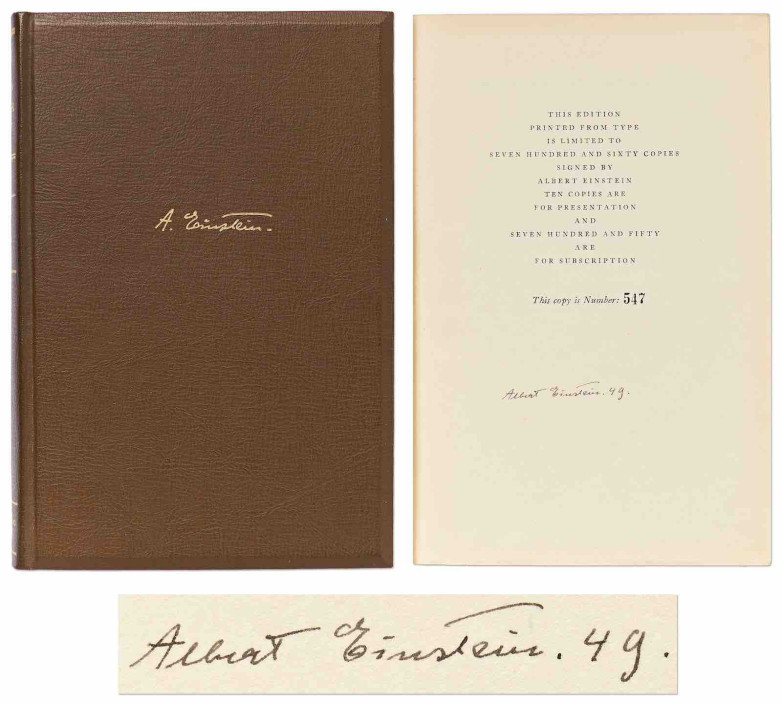 A. Einstein.
THIS EDITION
PRINTED FROM TYPE
IS LIMITED TO
SEVEN HUNDRED AND SIXTY COPIES
SIGNED BY
ALBERT EINSTEIN
TEN COPIES ARE
FOR PRESENTATION
AND
SEVEN HUNDRED AND FIFTY
ARE
FOR SUBSCRIPTION
This copy is Number: 547
Albert Einstein. 49.
Albert Einstein. 49.